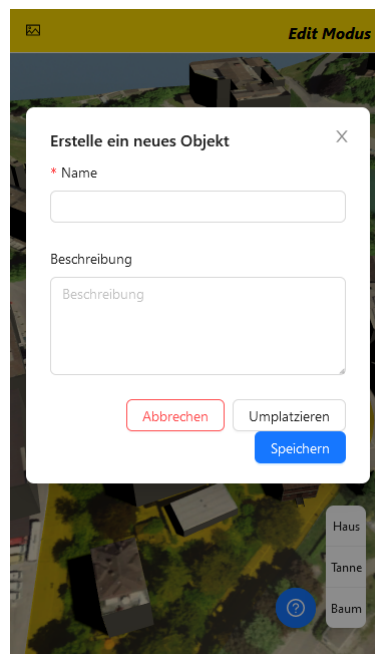 Edit Modus
Erstelle ein neues Objekt
* Name
Beschreibung
Beschreibung
Abbrechen
Umplatzieren
Speichern
Haus
Tanne
Baum